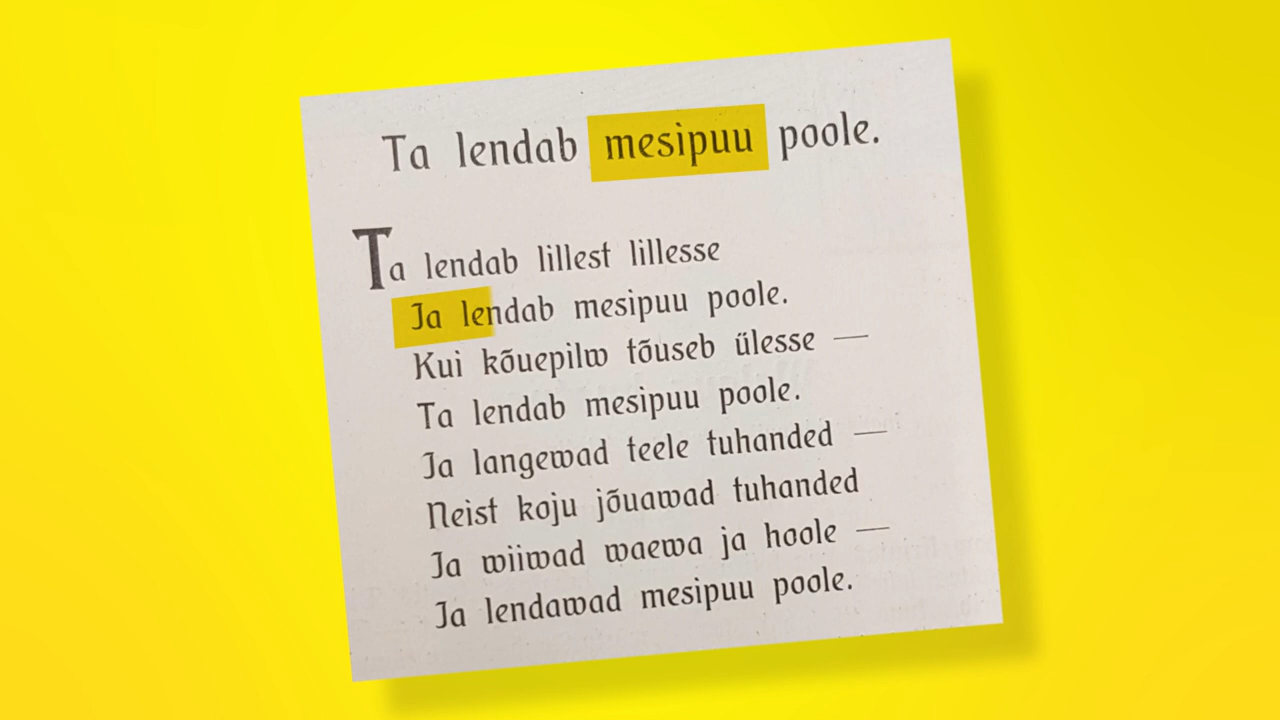 Ta lendab mesipuu poole.
Ta lendab lillest lillesse
Ja lendab mesipuu poole.
Kui kõuepilw tõuseb ülesse —
Ta lendab mesipuu poole.
Ja langewad teele tuhanded —
Neist koju jõuawad tuhanded
Ja wiiwad waewa ja hoole —
Ja lendawad mesipuu poole.